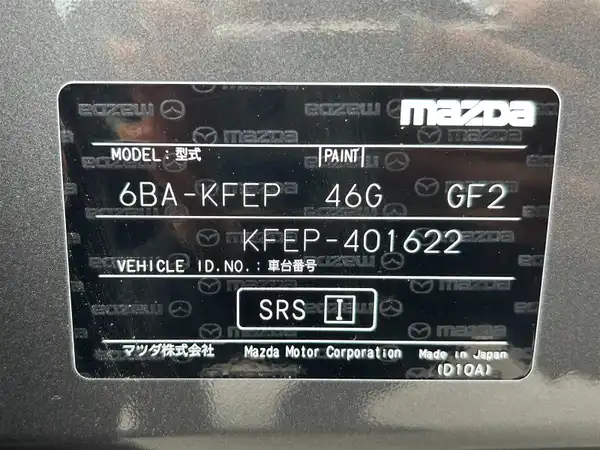 mazda
MODEL:型式 PAINT
6BA-KFEP 46G GF2
KFEP-401622
VEHICLE ID.NO.:車台番号
SRS I
マツダ株式会社 Mazda Motor Corporation Made in Japan
(D10A)